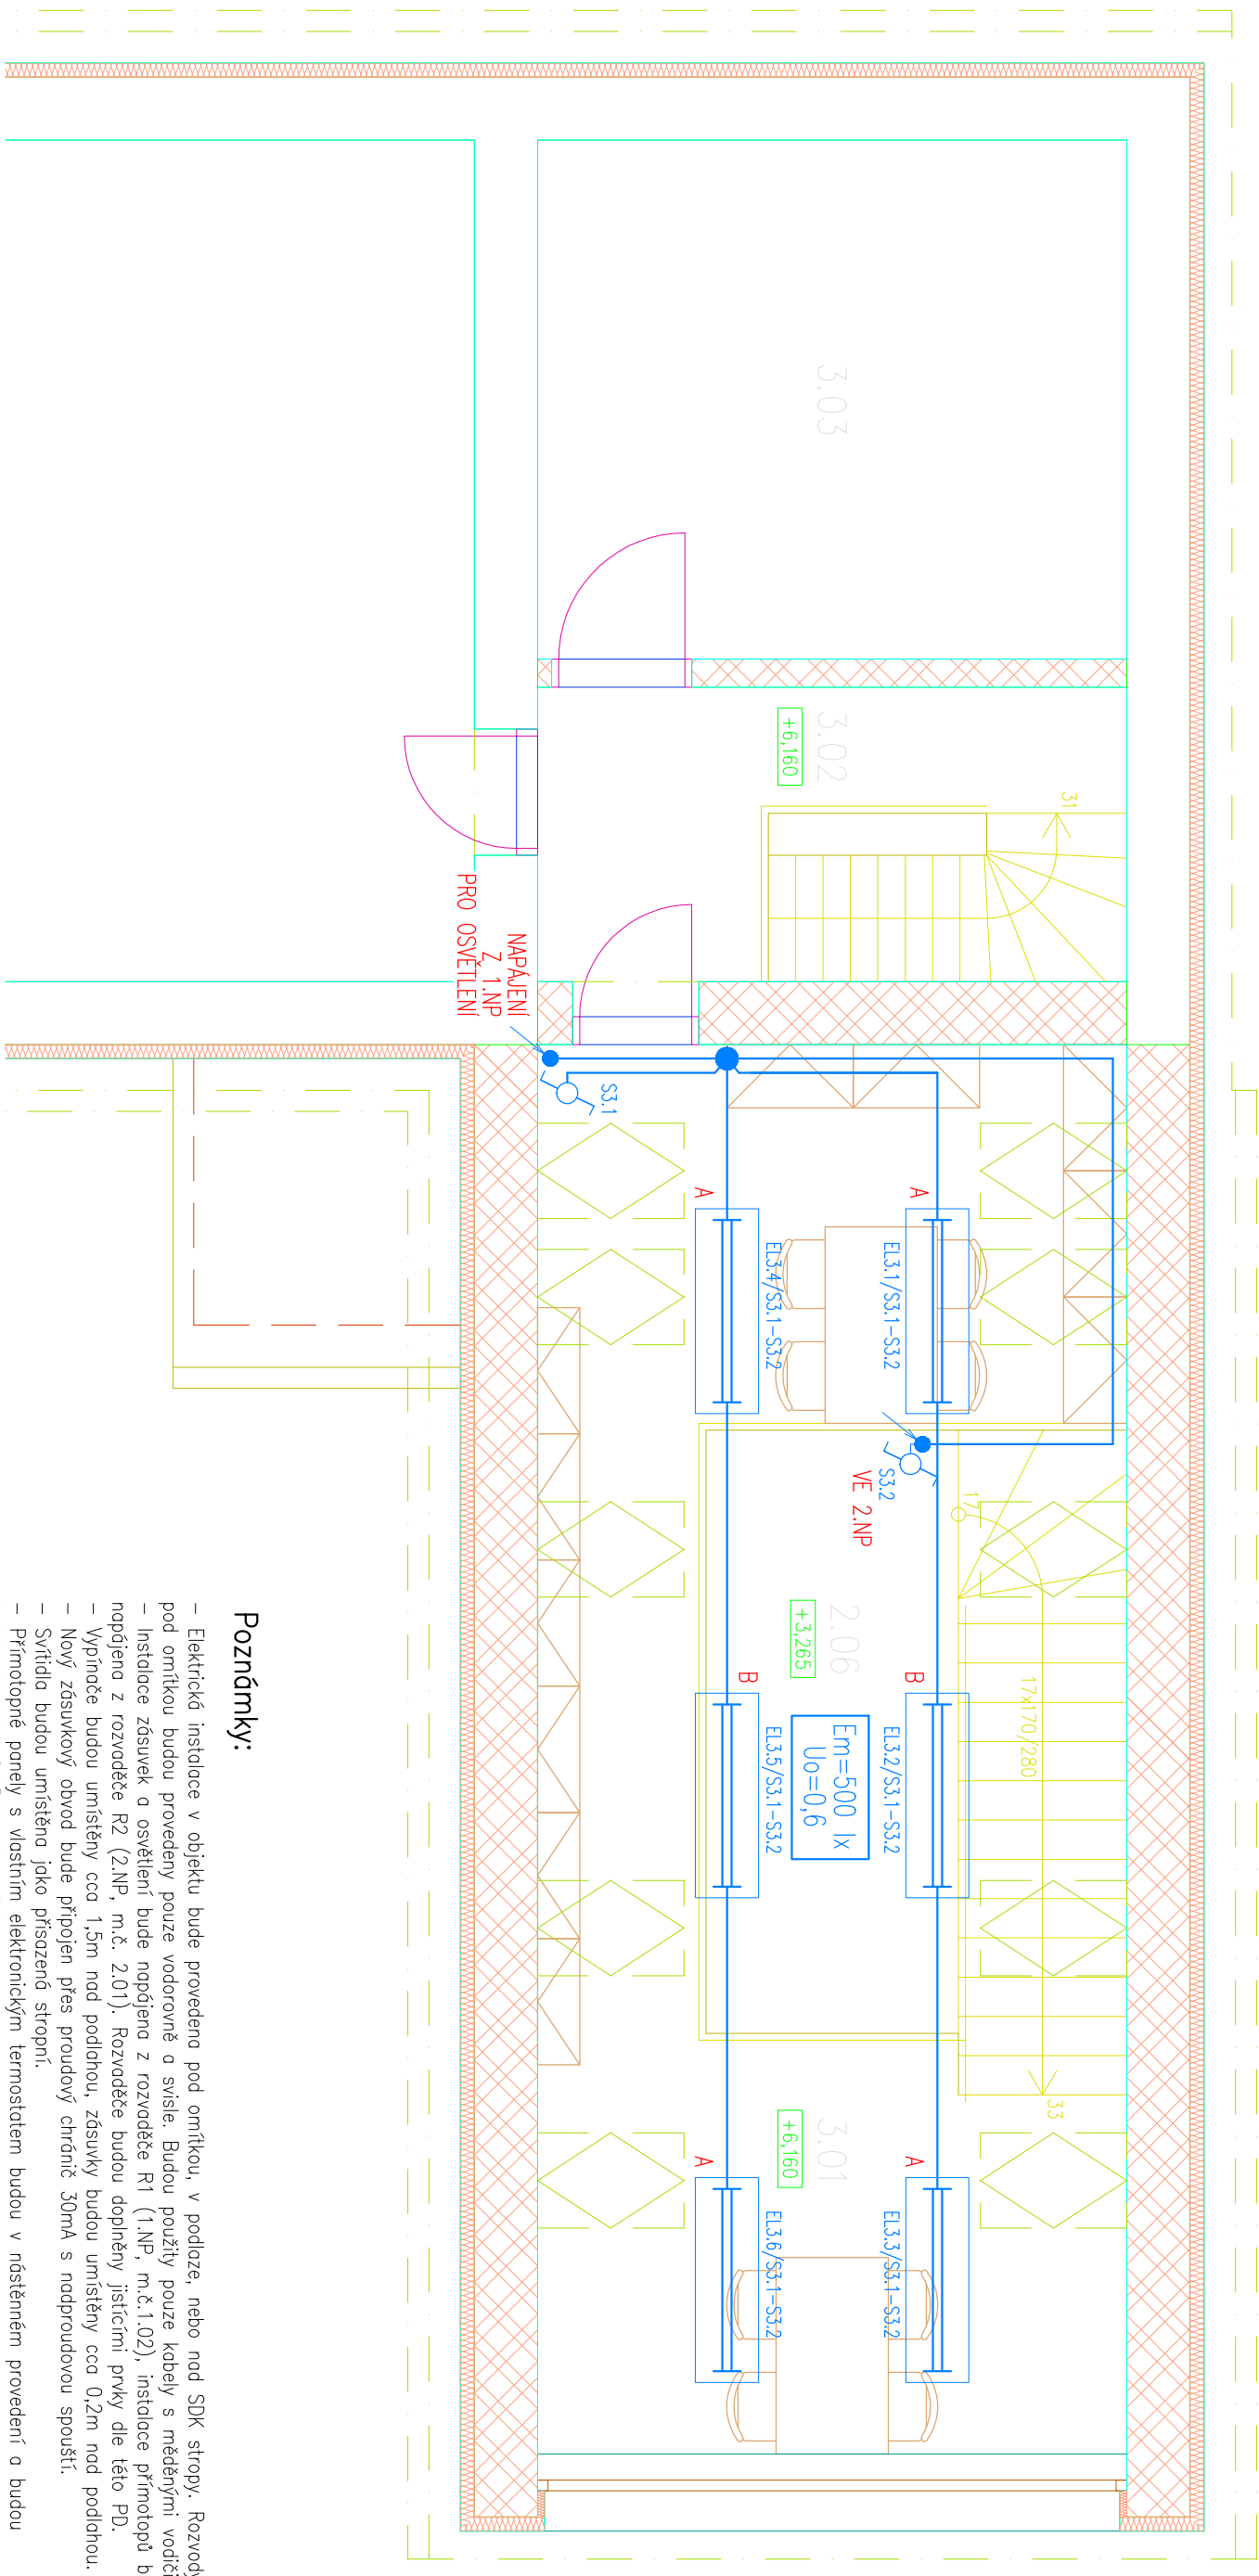 3.03
3.02
+6,160
31
NAPÁJENÍ
Z 1.NP
PRO OSVĚTLENÍ
S3.1
A
EL3.1/S3.1-S3.2
A
EL3.4/S3.1-S3.2
S3.2
VE 2.NP
17
17x170/280
2.06
+3,265
B
EL3.2/S3.1-S3.2
Em=500 lx
Uo=0,6
B
EL3.5/S3.1-S3.2
33
3.01
+6,160
A
EL3.3/S3.1-S3.2
A
EL3.6/S3.1-S3.2
Poznámky:
- Elektrická instalace v objektu bude provedena pod omítkou, v podlaze, nebo nad SDK stropy. Rozvody
pod omítkou budou provedeny pouze vodorovně a svisle. Budou použity pouze kabely s měděnými vodiči
- Instalace zásuvek a osvětlení bude napájena z rozvaděče R1 (1.NP, m.č.1.02), instalace přímotopů b
napájena z rozvaděče R2 (2.NP, m.č. 2.01). Rozvaděče budou doplněny jistícími prvky dle této PD.
- Vypínače budou umístěny cca 1,5m nad podlahou, zásuvky budou umístěny cca 0,2m nad podlahou.
- Nový zásuvkový obvod bude připojen přes proudový chránič 30mA s nadproudovou spouští.
- Svítidla budou umístěna jako přisazená stropní.
- Přímotopné panely s vlastním elektronickým termostatem budou v nástěnném provedení a budou